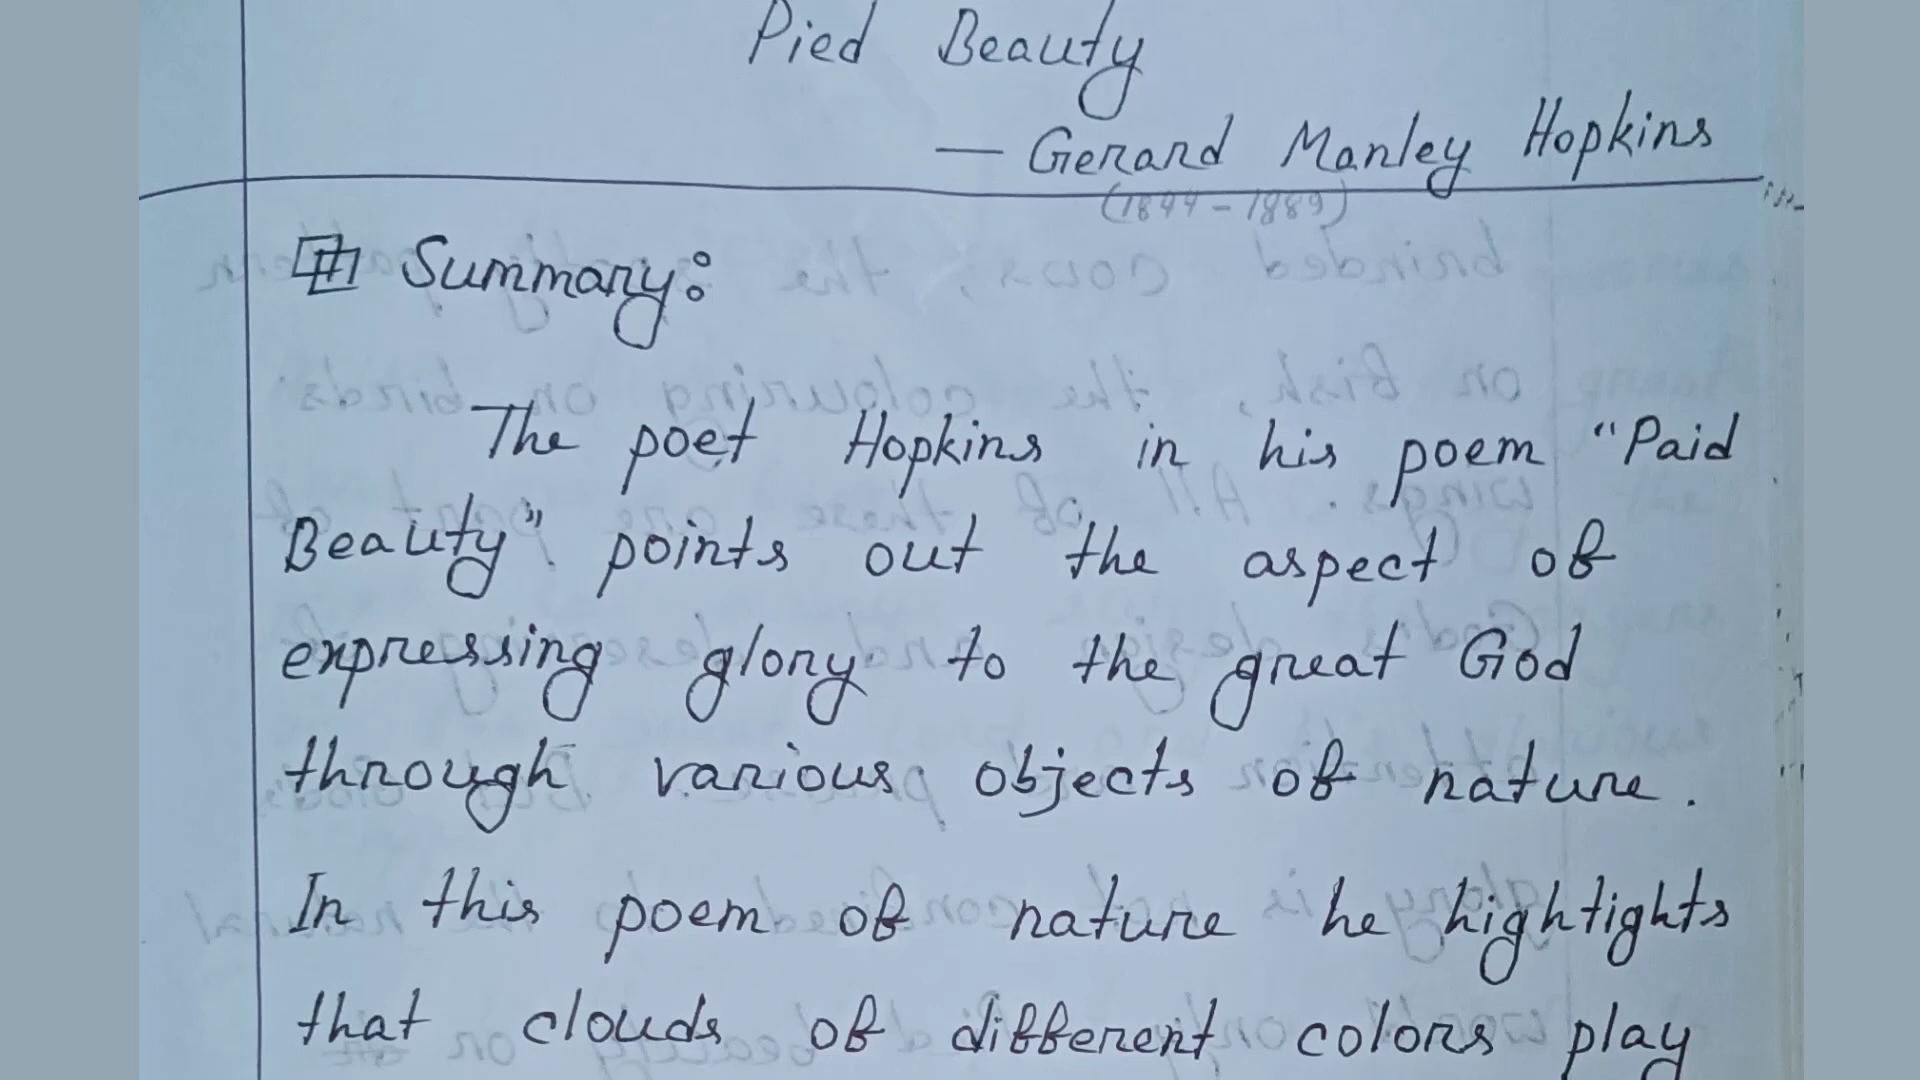 Pied Beauty
— Gerard Manley Hopkins
(1844-1889)
Summary:
The poet Hopkins in his poem "Paid
Beauty" points out the aspect of
expressing glory to the great God
through various objects of nature.
In this poem of nature he hightights
that clouds of different colors play